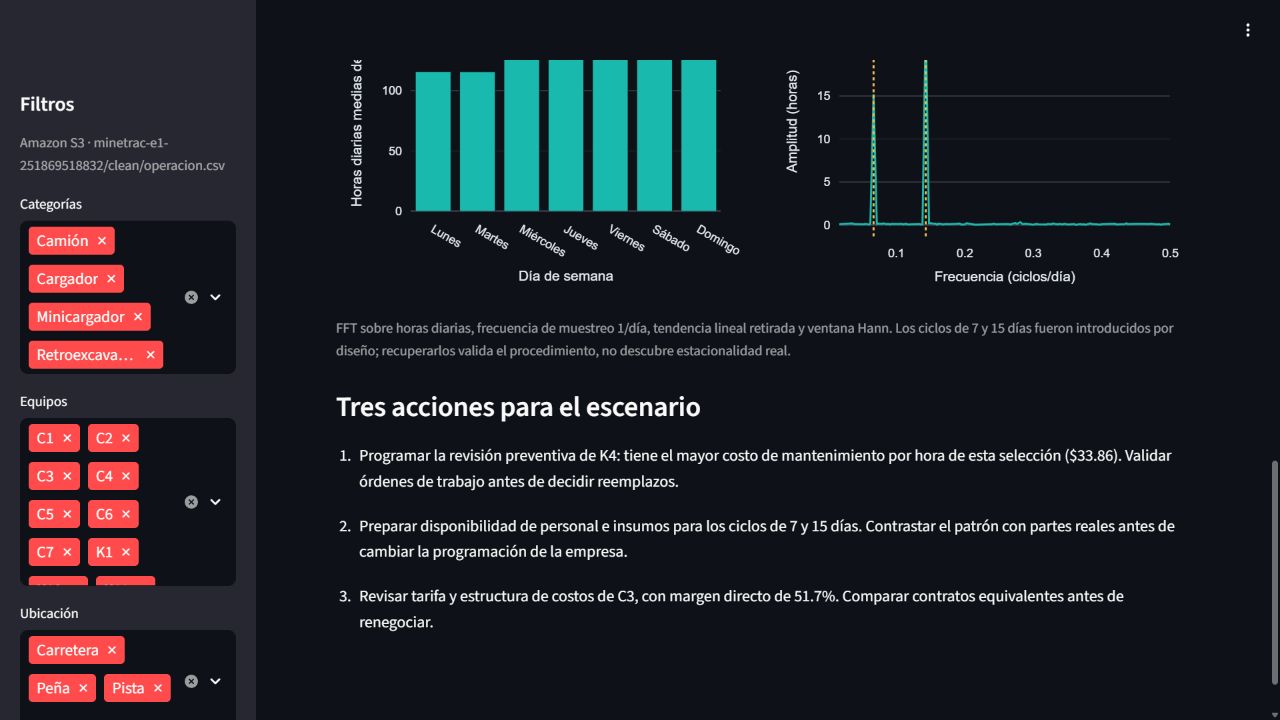 Filtros
Amazon S3 · minetrac-e1-
251869518832/clean/operacion.csv
Categorías
Camión ×
Cargador ×
Minicargador ×
Retroexcava... ×
Equipos
C1 × C2 ×
C3 × C4 ×
C5 × C6 ×
C7 × K1 ×
Ubicación
Carretera ×
Peña × Pista ×
Horas diarias medias de
100
50
0
Lunes
Martes
Miércoles
Jueves
Viernes
Sábado
Domingo
Día de semana
Amplitud (horas)
15
10
5
0
0.1 0.2 0.3 0.4 0.5
Frecuencia (ciclos/día)
FFT sobre horas diarias, frecuencia de muestreo 1/día, tendencia lineal retirada y ventana Hann. Los ciclos de 7 y 15 días fueron introducidos por
diseño; recuperarlos valida el procedimiento, no descubre estacionalidad real.
Tres acciones para el escenario
1. Programar la revisión preventiva de K4: tiene el mayor costo de mantenimiento por hora de esta selección ($33.86). Validar
órdenes de trabajo antes de decidir reemplazos.
2. Preparar disponibilidad de personal e insumos para los ciclos de 7 y 15 días. Contrastar el patrón con partes reales antes de
cambiar la programación de la empresa.
3. Revisar tarifa y estructura de costos de C3, con margen directo de 51.7%. Comparar contratos equivalentes antes de
renegociar.